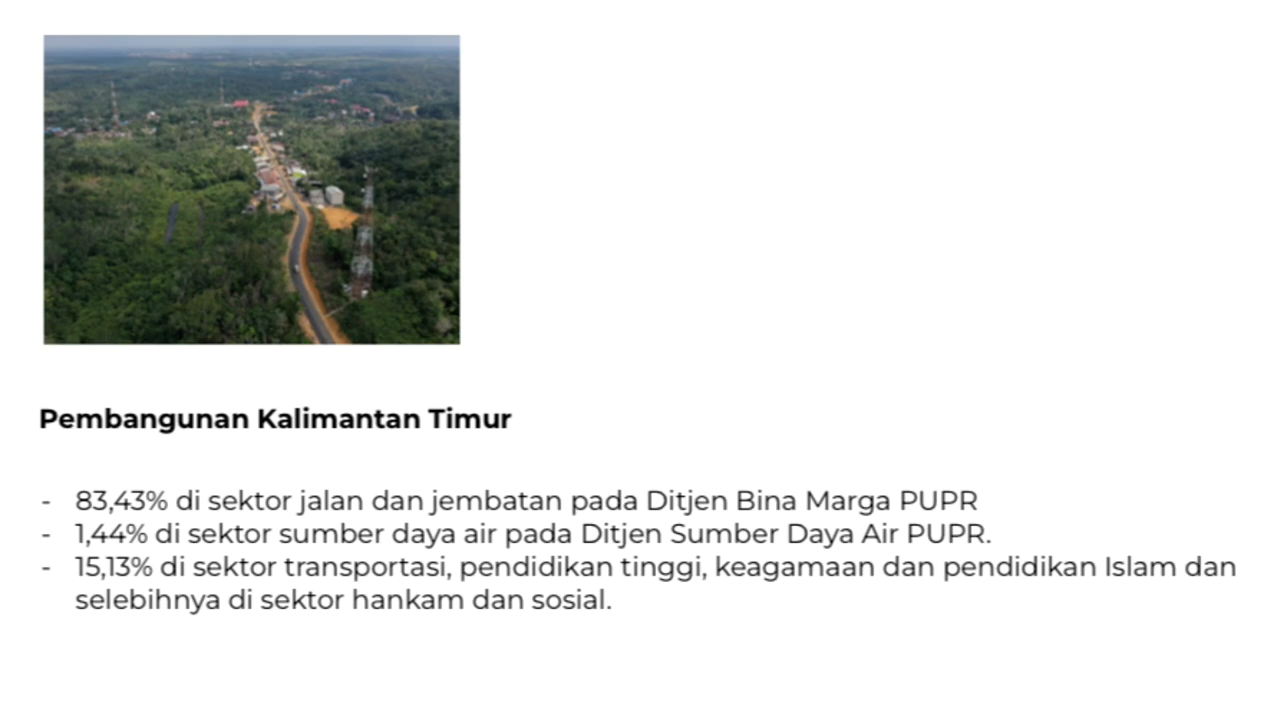 Pembangunan Kalimantan Timur
- 83,43% di sektor jalan dan jembatan pada Ditjen Bina Marga PUPR
- 1,44% di sektor sumber daya air pada Ditjen Sumber Daya Air PUPR.
- 15,13% di sektor transportasi, pendidikan tinggi, keagamaan dan pendidikan Islam dan
selebihnya di sektor hankam dan sosial.